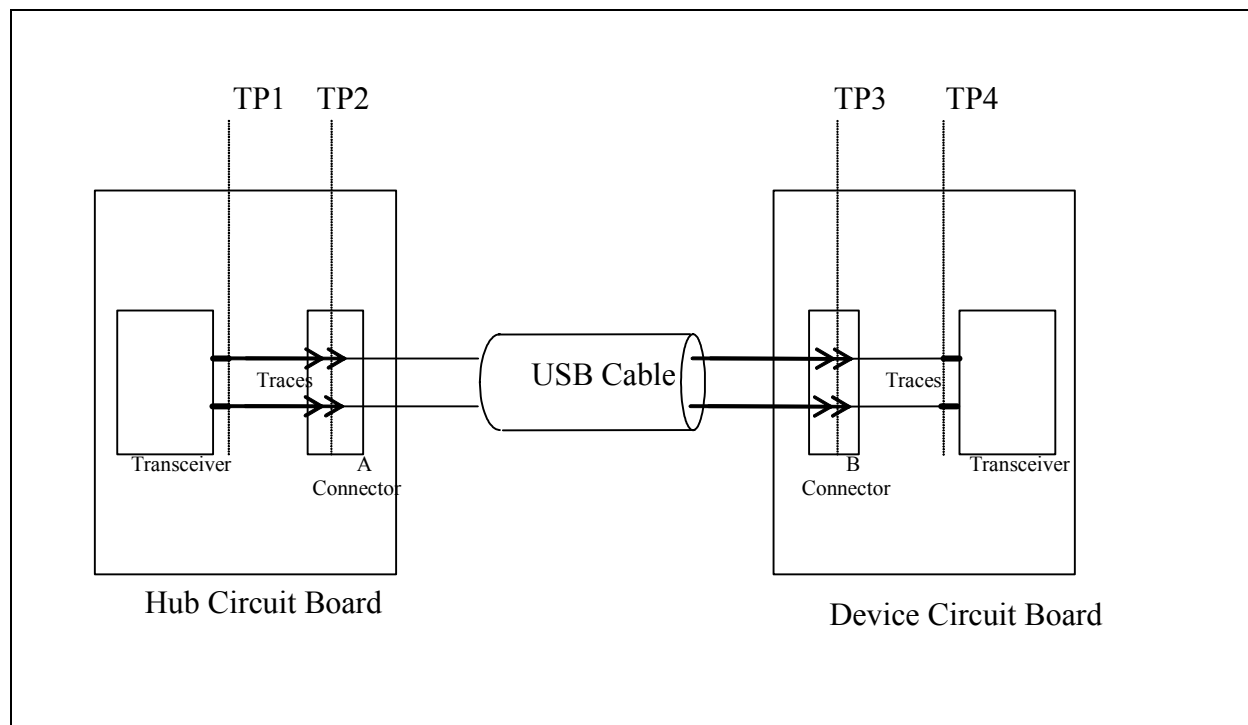 TP1
TP2
TP3
TP4
Traces
USB Cable
Traces
Transceiver
A
Connector
B
Connector
Transceiver
Hub Circuit Board
Device Circuit Board